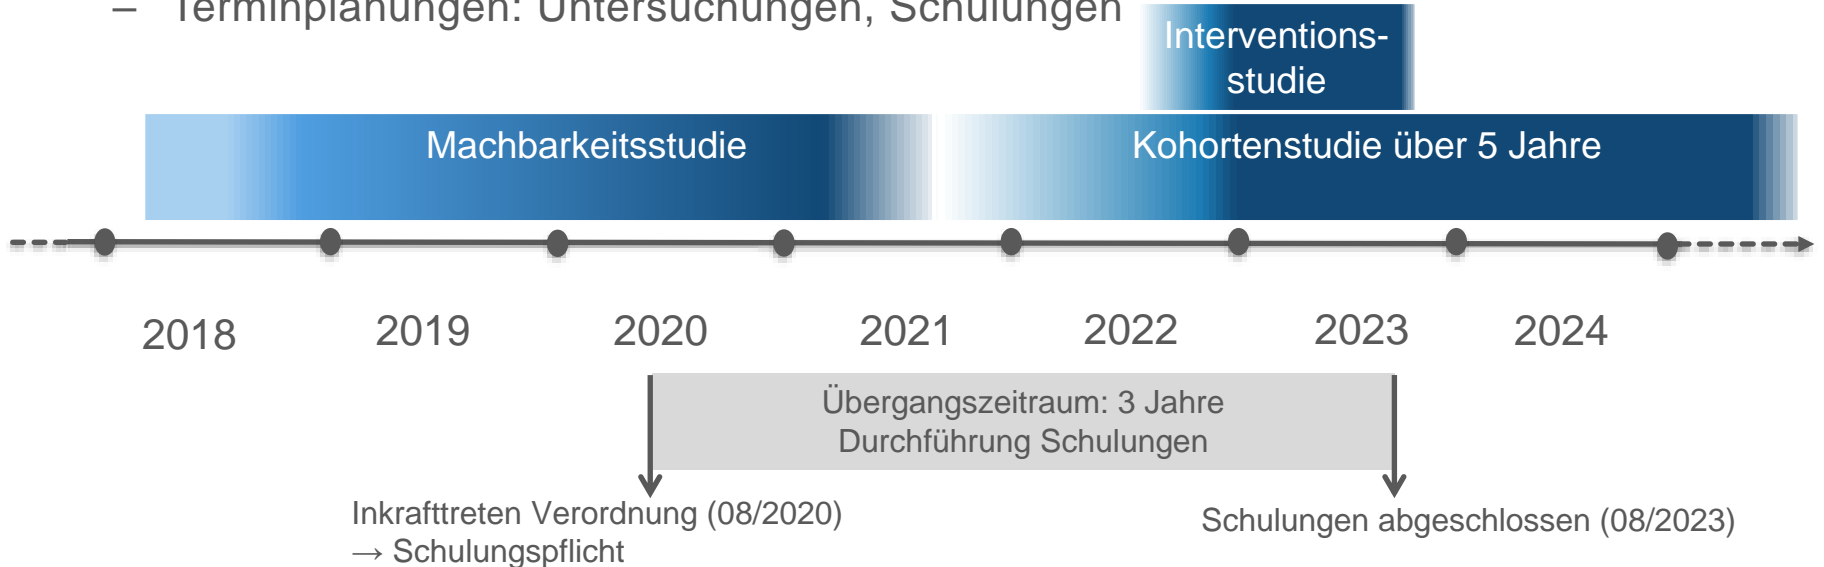 – Terminplanungen: Untersuchungen, Schulungen
Interventions-
studie
Machbarkeitsstudie
Kohortenstudie über 5 Jahre
2018 2019 2020 2021 2022 2023 2024
Übergangszeitraum: 3 Jahre
Durchführung Schulungen
Inkrafttreten Verordnung (08/2020)
→ Schulungspflicht
Schulungen abgeschlossen (08/2023)